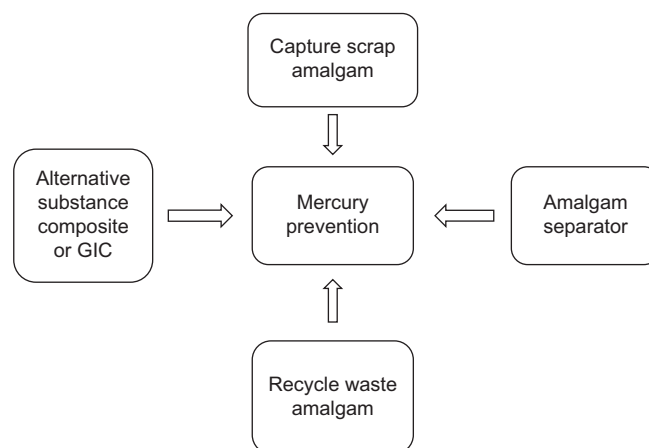 Capture scrap
amalgam
Alternative
substance
composite
or GIC
Mercury
prevention
Amalgam
separator
Recycle waste
amalgam